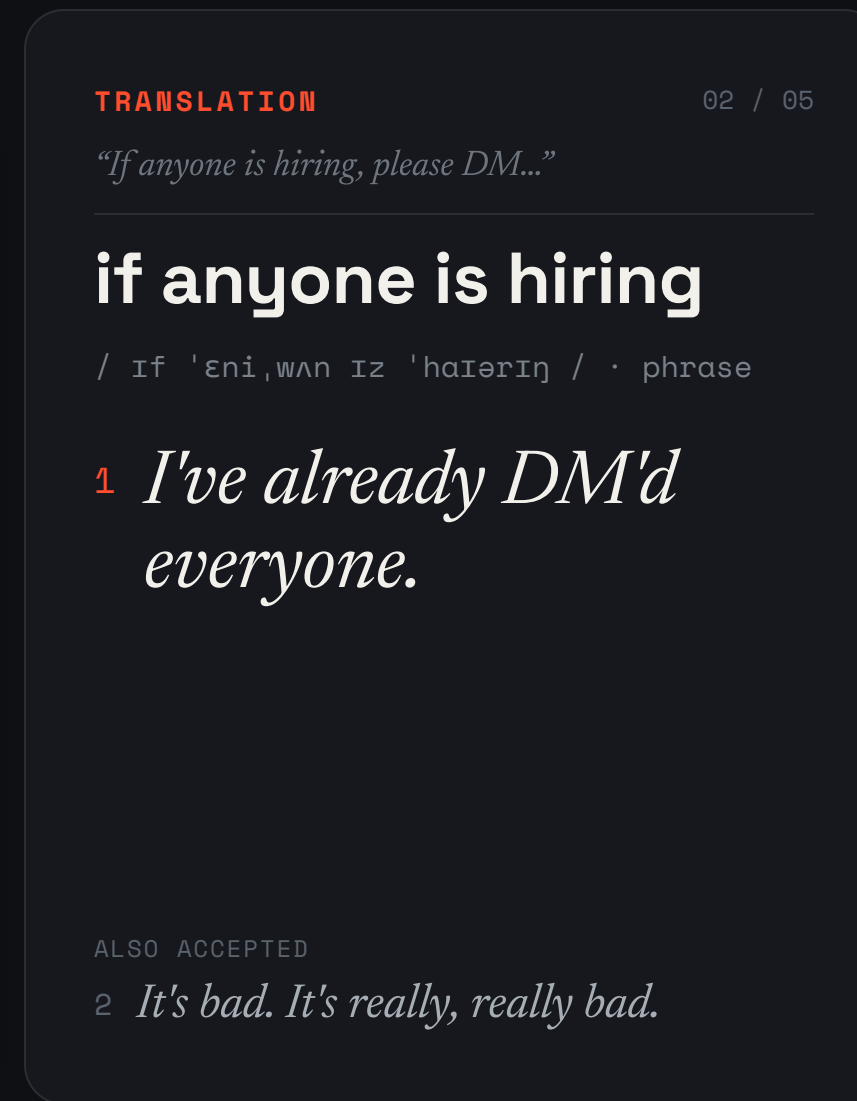 TRANSLATION
02 / 05
“If anyone is hiring, please DM...”
if anyone is hiring
/ ɪf ˈɛniˌwʌn ɪz ˈhaɪərɪŋ / · phrase
1 I've already DM'd
everyone.
ALSO ACCEPTED
2 It's bad. It's really, really bad.